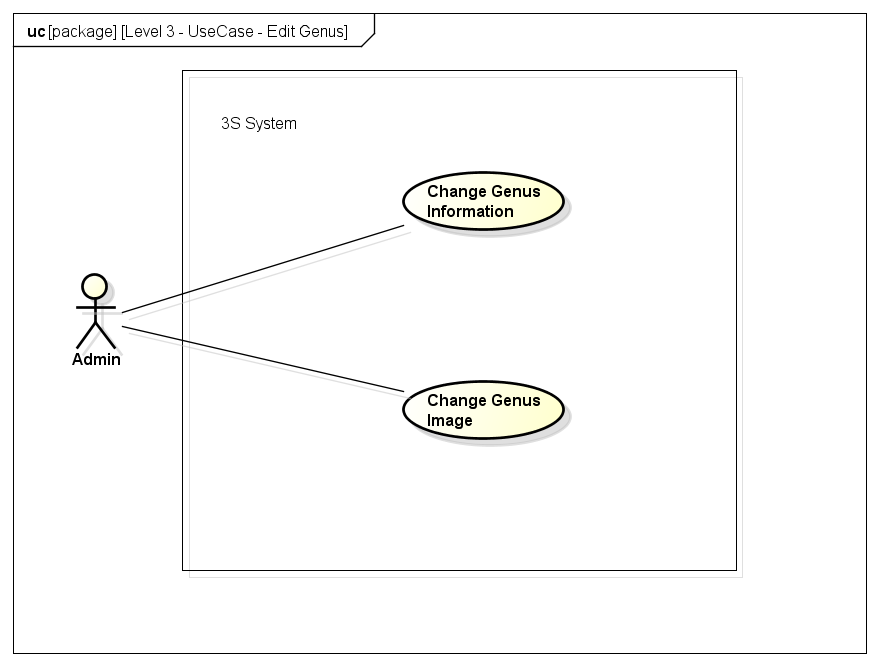 uc [package] [Level 3 - UseCase - Edit Genus]
3S System
Change Genus
Information
Admin
Change Genus
Image